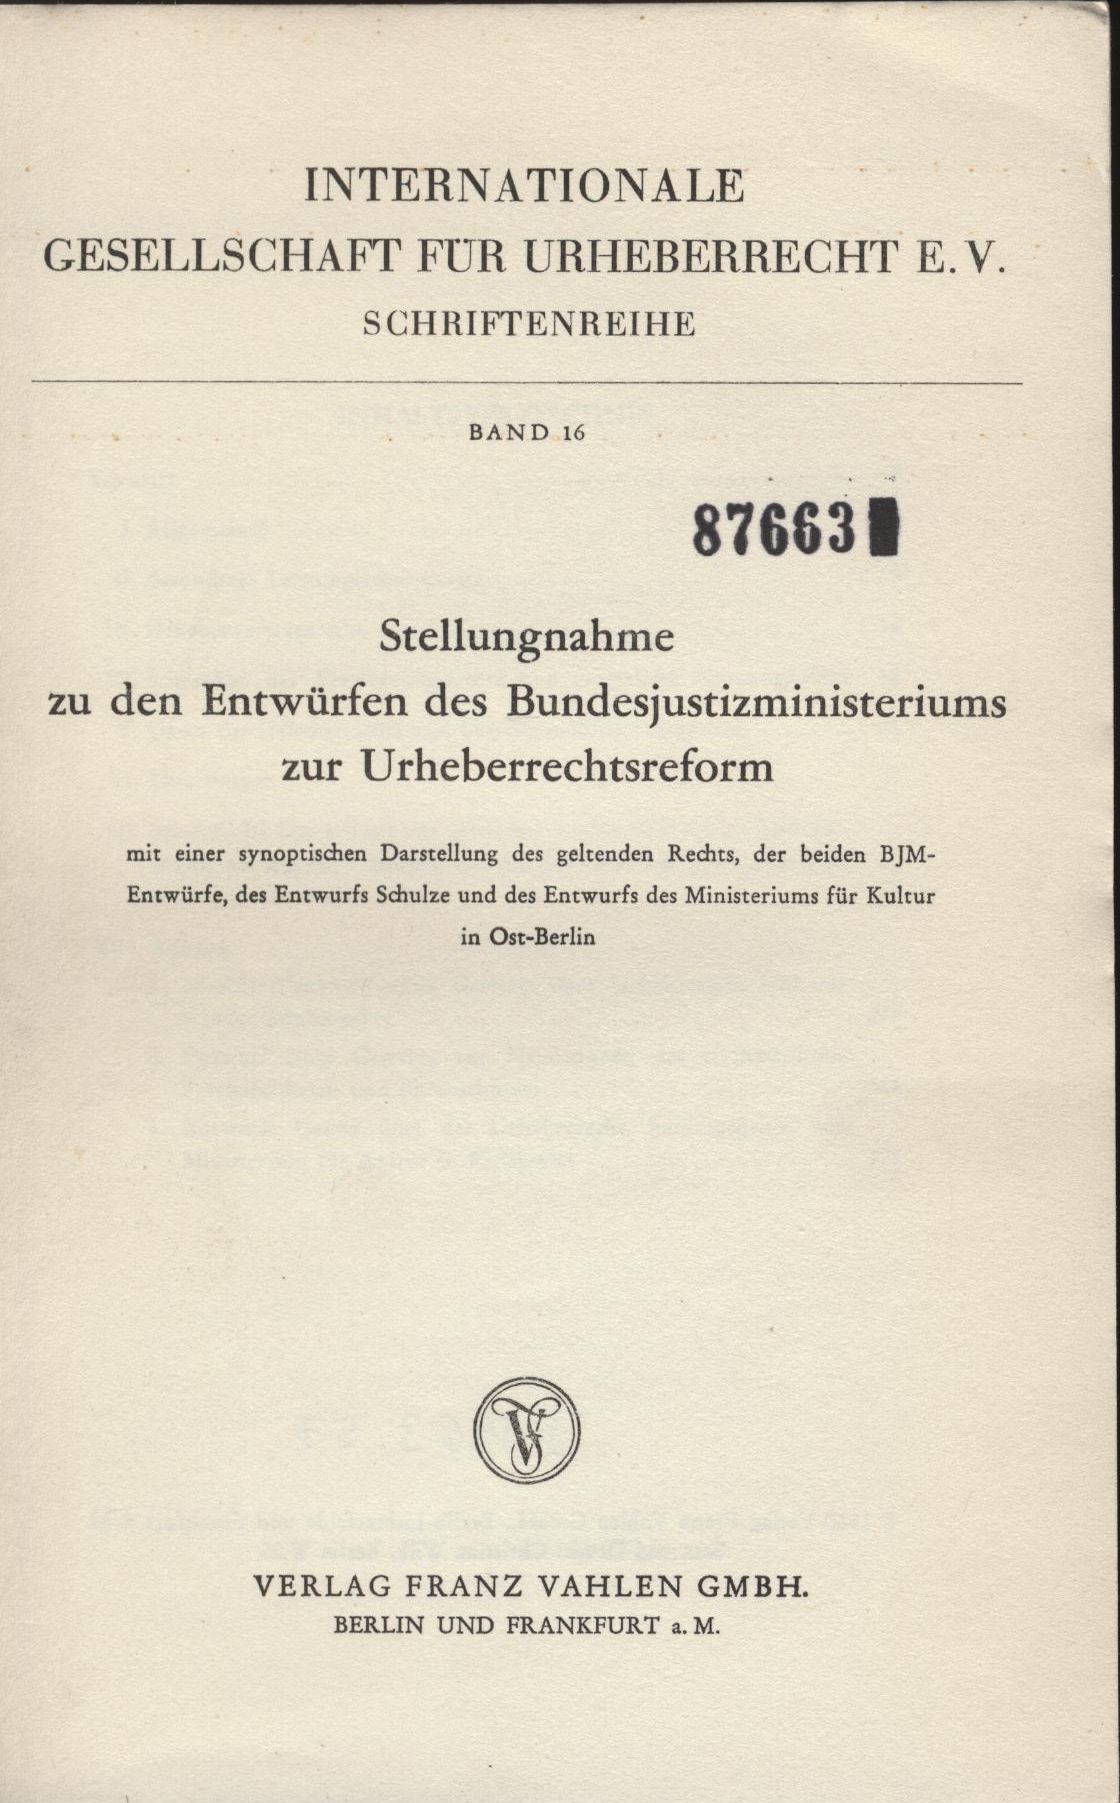 INTERNATIONALE
GESELLSCHAFT FÜR URHEBERRECHT E. V.
SCHRIFTENREIHE
BAND 16
87663
Stellungnahme
zu den Entwürfen des Bundesjustizministeriums
zur Urheberrechtsreform
mit einer synoptischen Darstellung des geltenden Rechts, der beiden BJM-
Entwürfe, des Entwurfs Schulze und des Entwurfs des Ministeriums für Kultur
in Ost-Berlin
VERLAG FRANZ VAHLEN GMBH.
BERLIN UND FRANKFURT a. M.